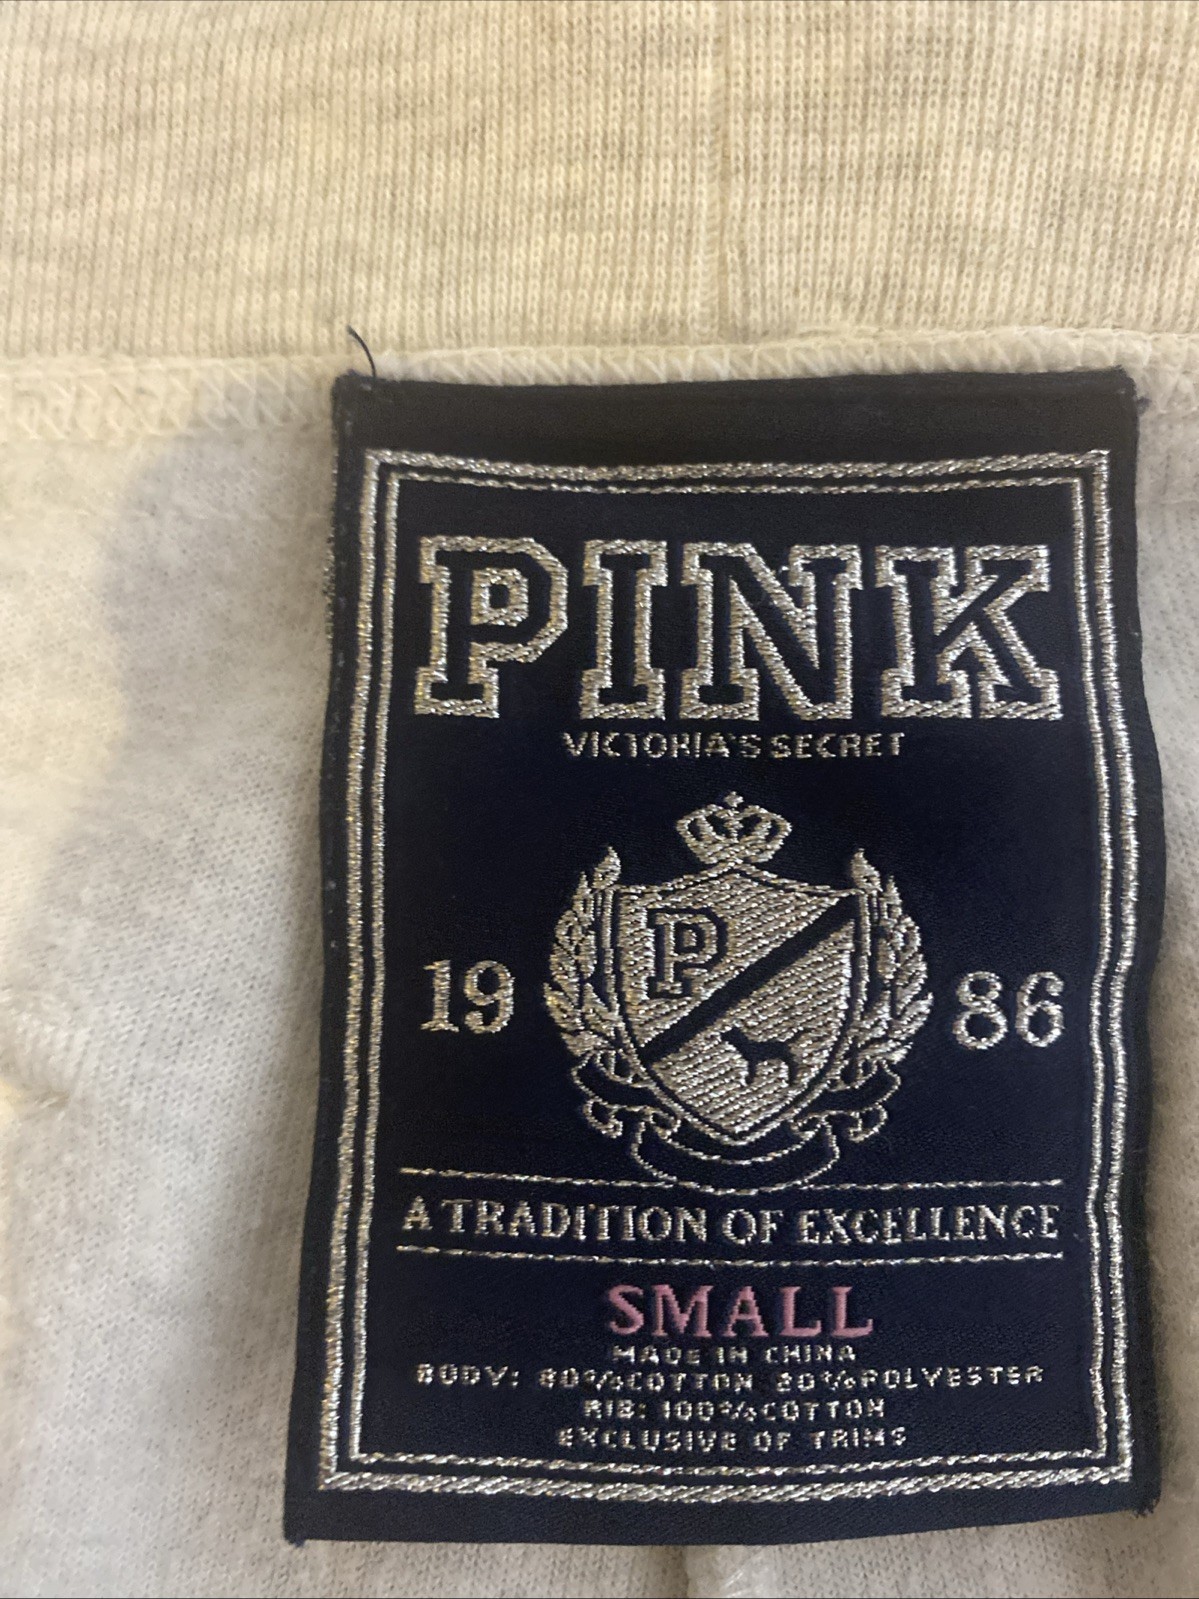 PINK
VICTORIA'S SECRET
P
19 86
A TRADITION OF EXCELLENCE
SMALL
MADE IN CHINA
BODY: 80%COTTON 20%POLYESTER
RIB: 100%COTTON
EXCLUSIVE OF TRIMS